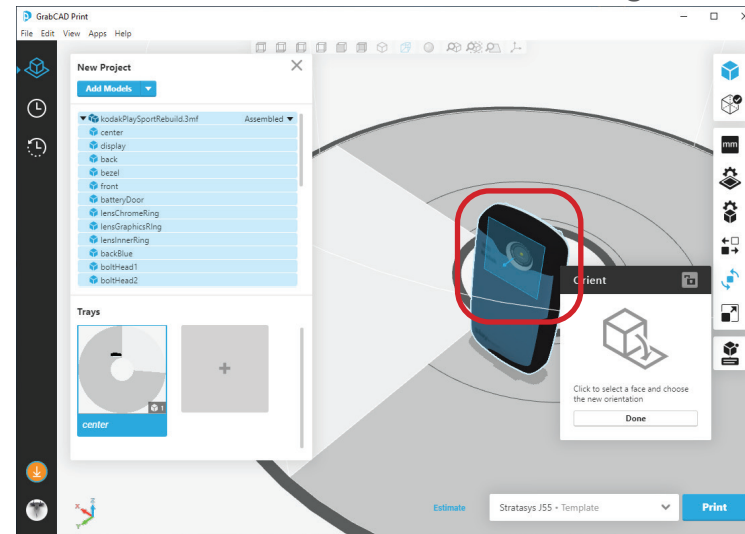 GrabCAD Print
File Edit View Apps Help
New Project
Add Models
kodakPlaySportRebuild.3mf Assembled
center
display
back
bezel
front
batteryDoor
lensChromeRing
lensGraphicsRIng
lensInnerRing
backBlue
boltHead1
boltHead2
Trays
1
center
mm
Orient
Click to select a face and choose
the new orientation
Done
x z y
Estimate
Stratasys J55 • Template
Print